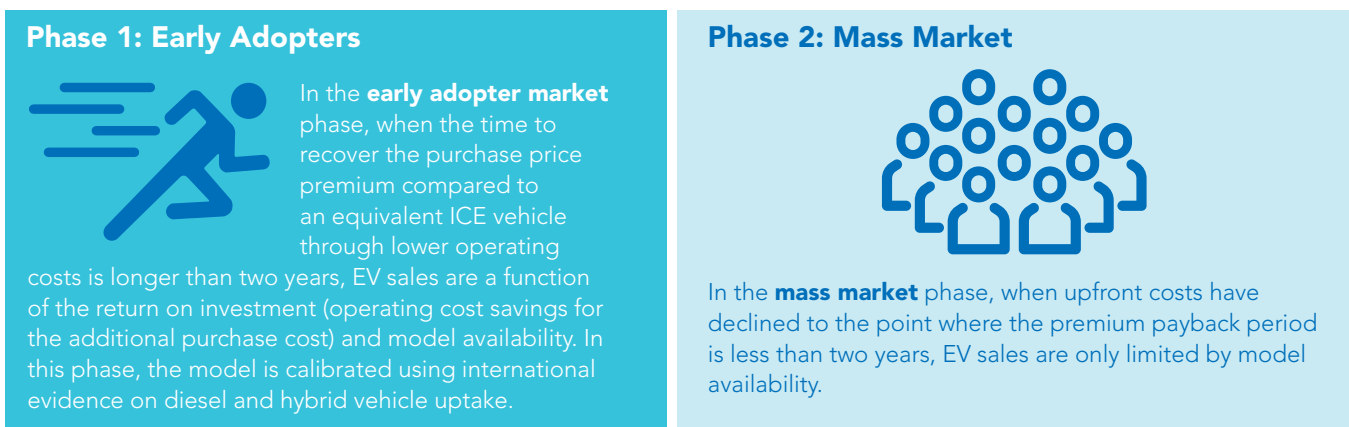 Phase 1: Early Adopters
In the early adopter market
phase, when the time to
recover the purchase price
premium compared to
an equivalent ICE vehicle
through lower operating
costs is longer than two years, EV sales are a function
of the return on investment (operating cost savings for
the additional purchase cost) and model availability. In
this phase, the model is calibrated using international
evidence on diesel and hybrid vehicle uptake.
Phase 2: Mass Market
In the mass market phase, when upfront costs have
declined to the point where the premium payback period
is less than two years, EV sales are only limited by model
availability.